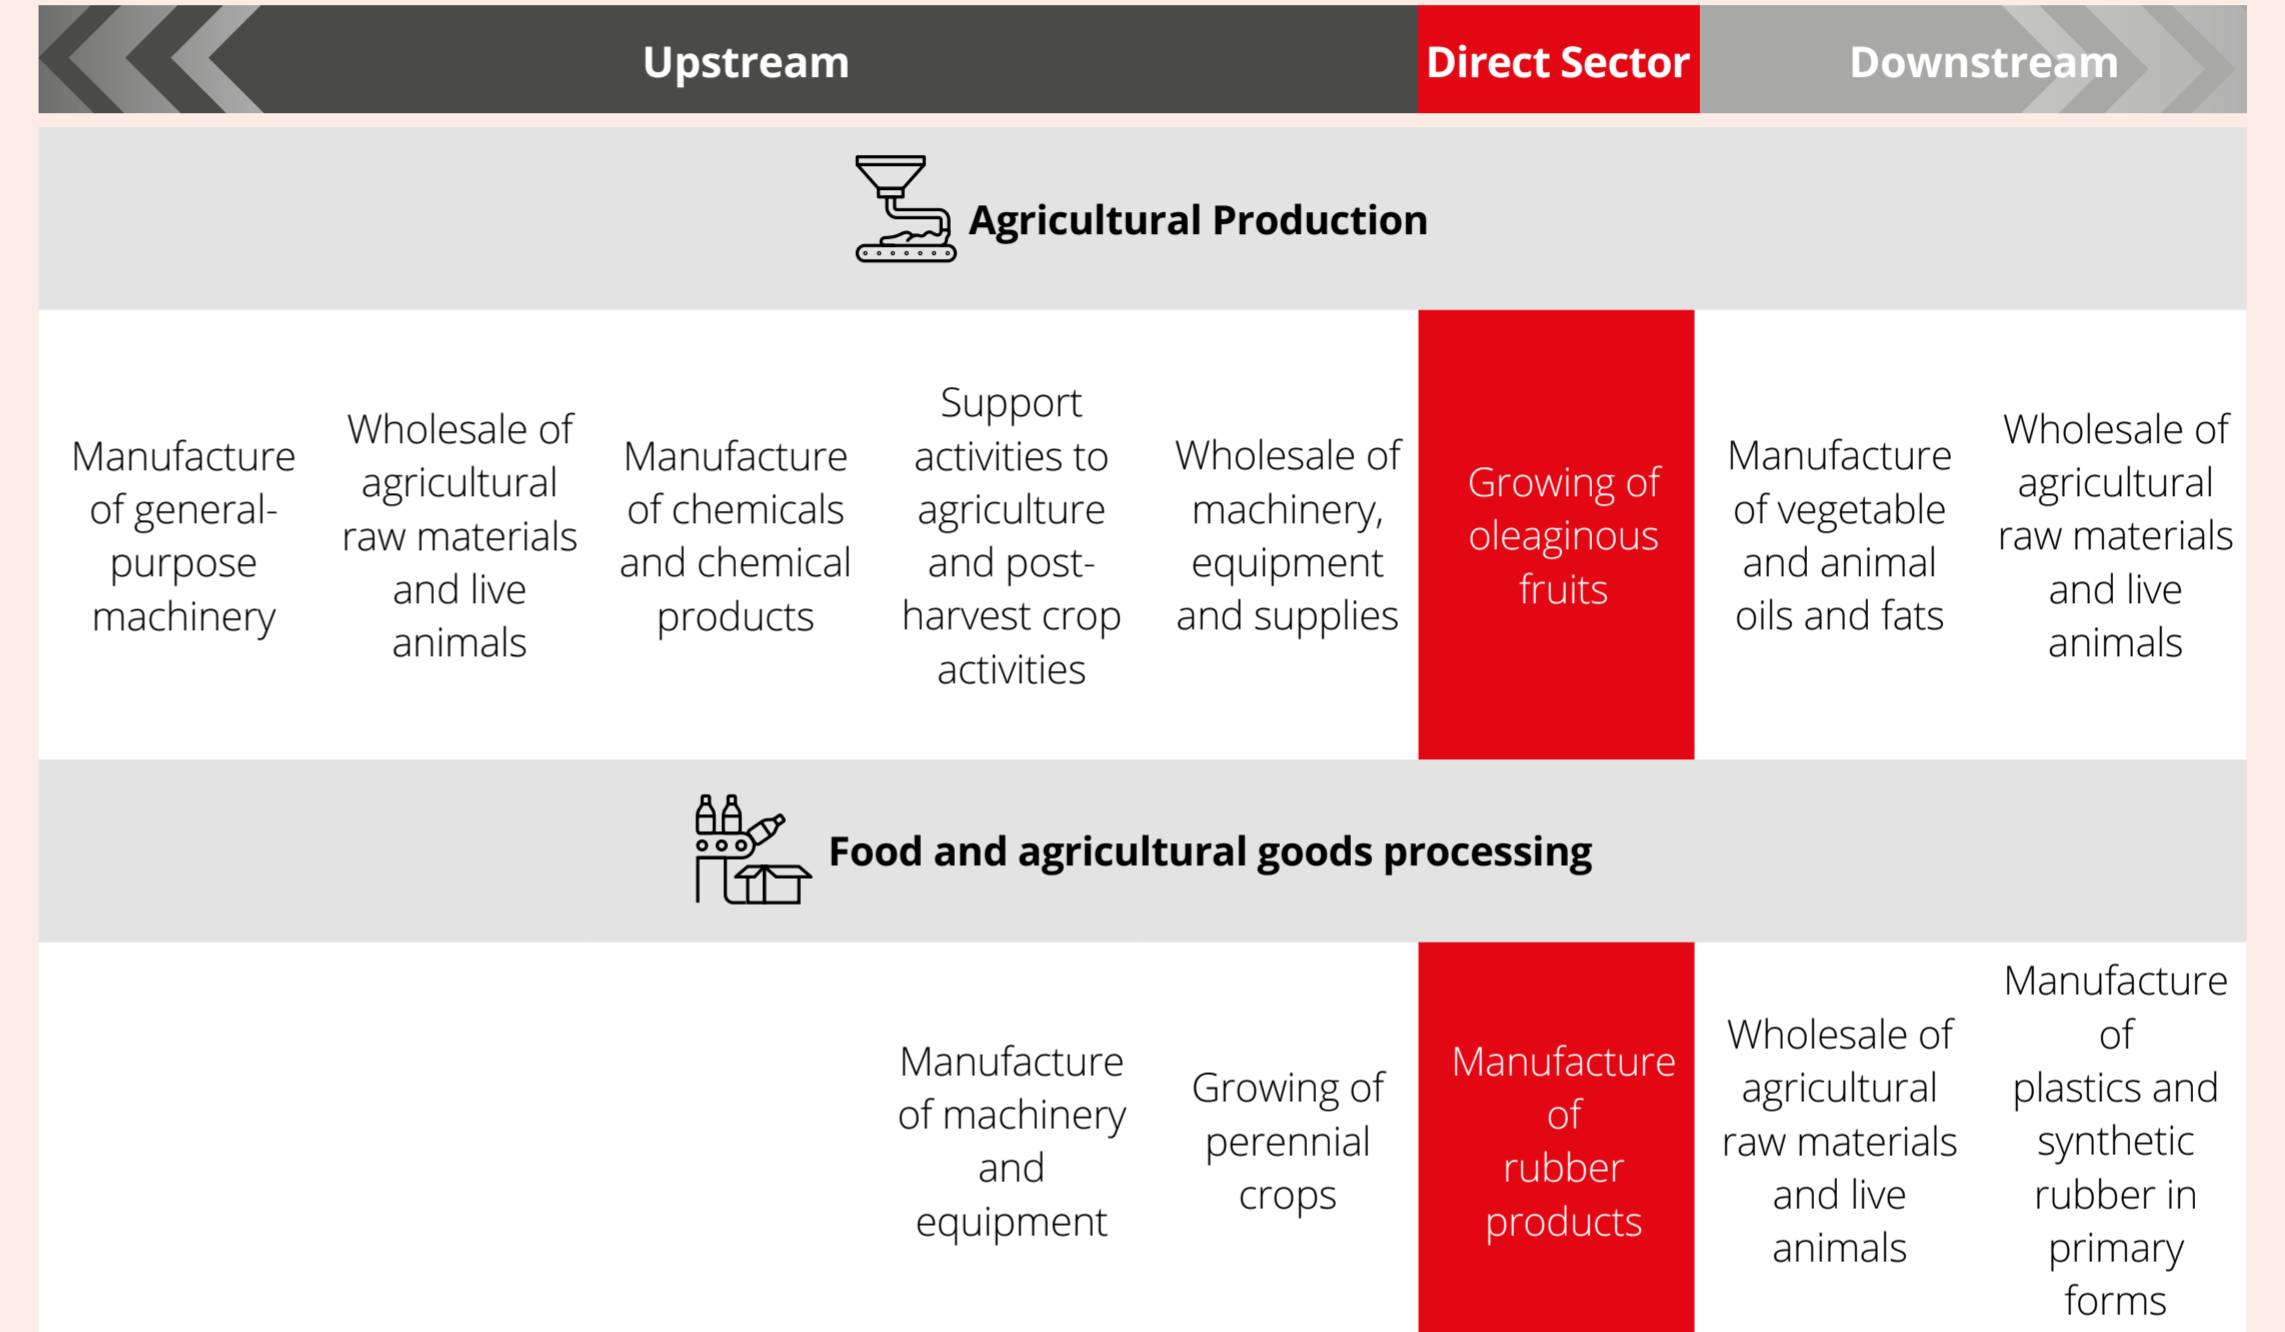 Upstream
Direct Sector
Downstream
Agricultural Production
Manufacture
of general-
purpose
machinery
Wholesale of
agricultural
raw materials
and live
animals
Manufacture
of chemicals
and chemical
products
Support
activities to
agriculture
and post-
harvest crop
activities
Wholesale of
machinery,
equipment
and supplies
Growing of
oleaginous
fruits
Manufacture
of vegetable
and animal
oils and fats
Wholesale of
agricultural
raw materials
and live
animals
Food and agricultural goods processing
Manufacture
of machinery
and
equipment
Growing of
perennial
crops
Manufacture
of
rubber
products
Wholesale of
agricultural
raw materials
and live
animals
Manufacture
of
plastics and
synthetic
rubber in
primary
forms